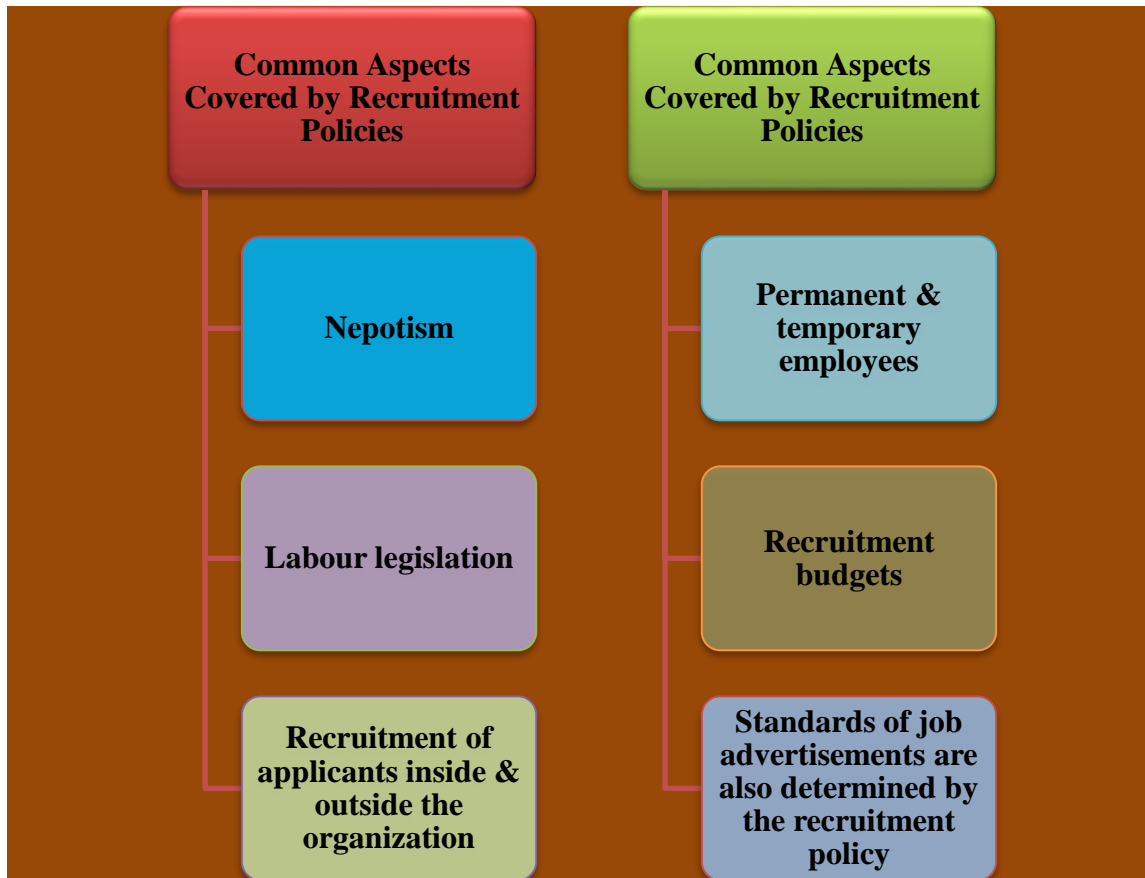 Common Aspects
Covered by Recruitment
Policies
Nepotism
Labour legislation
Recruitment of
applicants inside &
outside the
organization
Common Aspects
Covered by Recruitment
Policies
Permanent &
temporary
employees
Recruitment
budgets
Standards of job
advertisements are
also determined by
the recruitment
policy